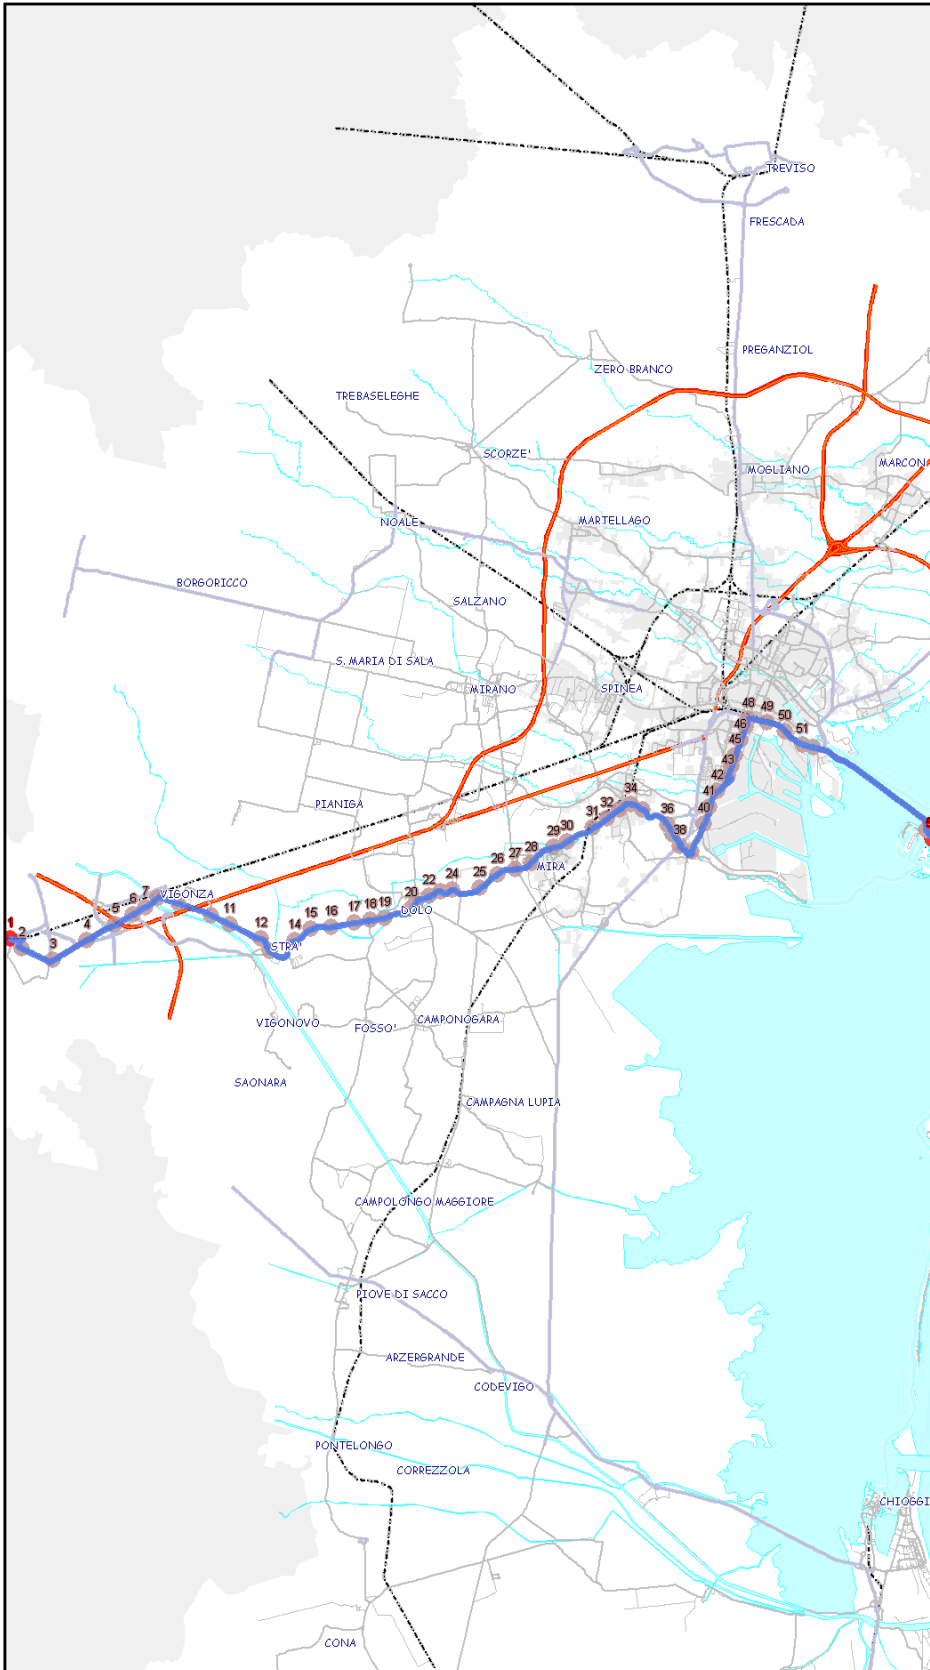 TREVISO
FRESCADA
PREGANZIOL
ZERO BRANCO
TREBASELEGHE
SCORZE'
MOGLIANO
MARCONA
MARTELLAGO
NOALE
BORGORICCO
SALZANO
S. MARIA DI SALA
MIRANO
SPINEA
48 49
46 50
45 51
43
42
41
40
PIANIGA
34
32 36
31
29 30
28 38
27
26
25
24
22
20
MIRA
VIGONZA
DOLO
7
6
5
4
3
2
1
11
12
14
15
16
17
18
19
STRA'
VIGONOVO
FOSSO'
CAMPONOGARA
SAONARA
CAMPAGNA LUPIA
CAMPOLONGO MAGGIORE
PIOVE DI SACCO
ARZERGRANDE
CODEVIGO
PONTELONGO
CORREZZOLA
CHIOGGI
CONA